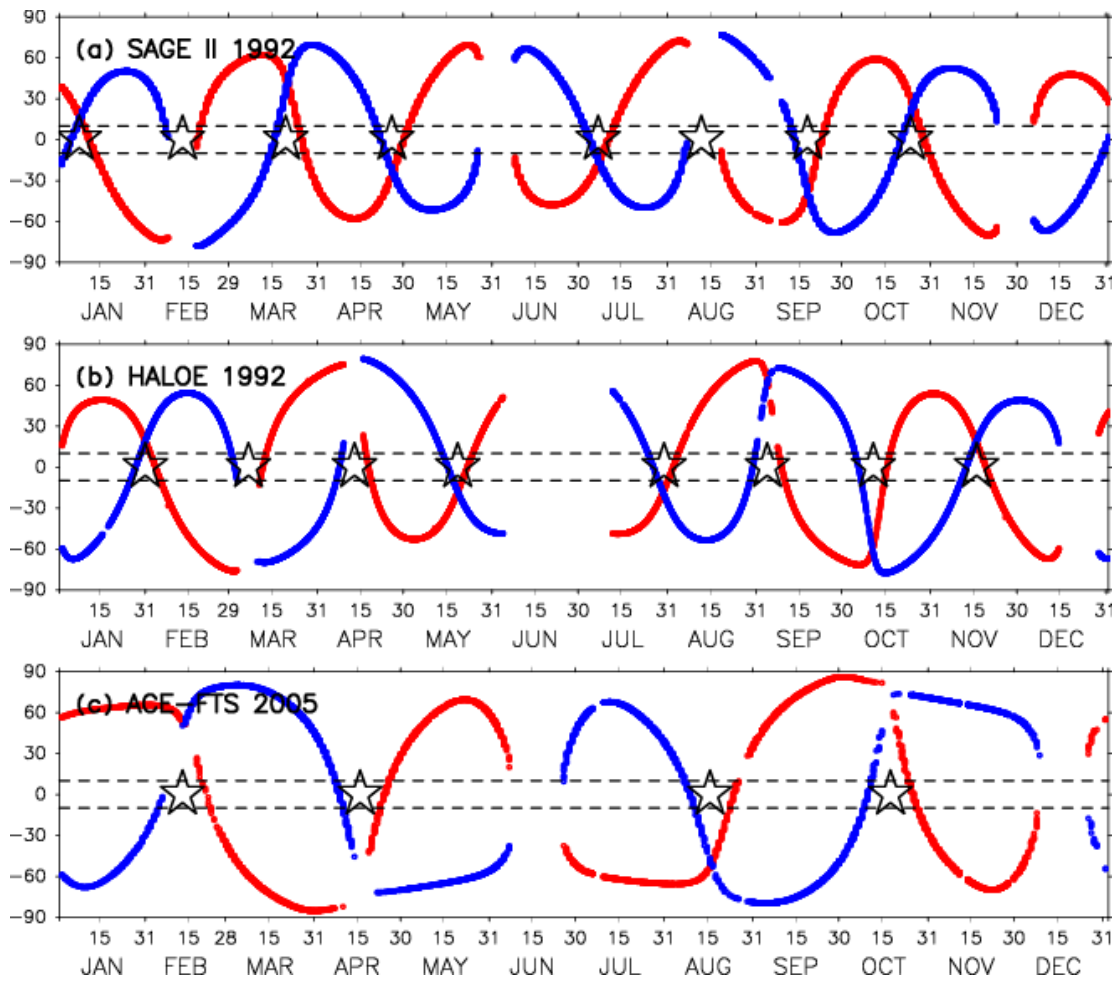 90
60
30
0
−30
−60
−90
(a) SAGE II 1992
15 31 15 29 15 31 15 30 15 31 15 30 15 31 15 31 15 30 15 31 15 30 15 31
JAN FEB MAR APR MAY JUN JUL AUG SEP OCT NOV DEC
90
60
30
0
−30
−60
−90
(b) HALOE 1992
15 31 15 29 15 31 15 30 15 31 15 30 15 31 15 31 15 30 15 31 15 30 15 31
JAN FEB MAR APR MAY JUN JUL AUG SEP OCT NOV DEC
90
60
30
0
−30
−60
−90
(c) ACE−FTS 2005
15 31 15 28 15 31 15 30 15 31 15 30 15 31 15 31 15 30 15 31 15 30 15 31
JAN FEB MAR APR MAY JUN JUL AUG SEP OCT NOV DEC